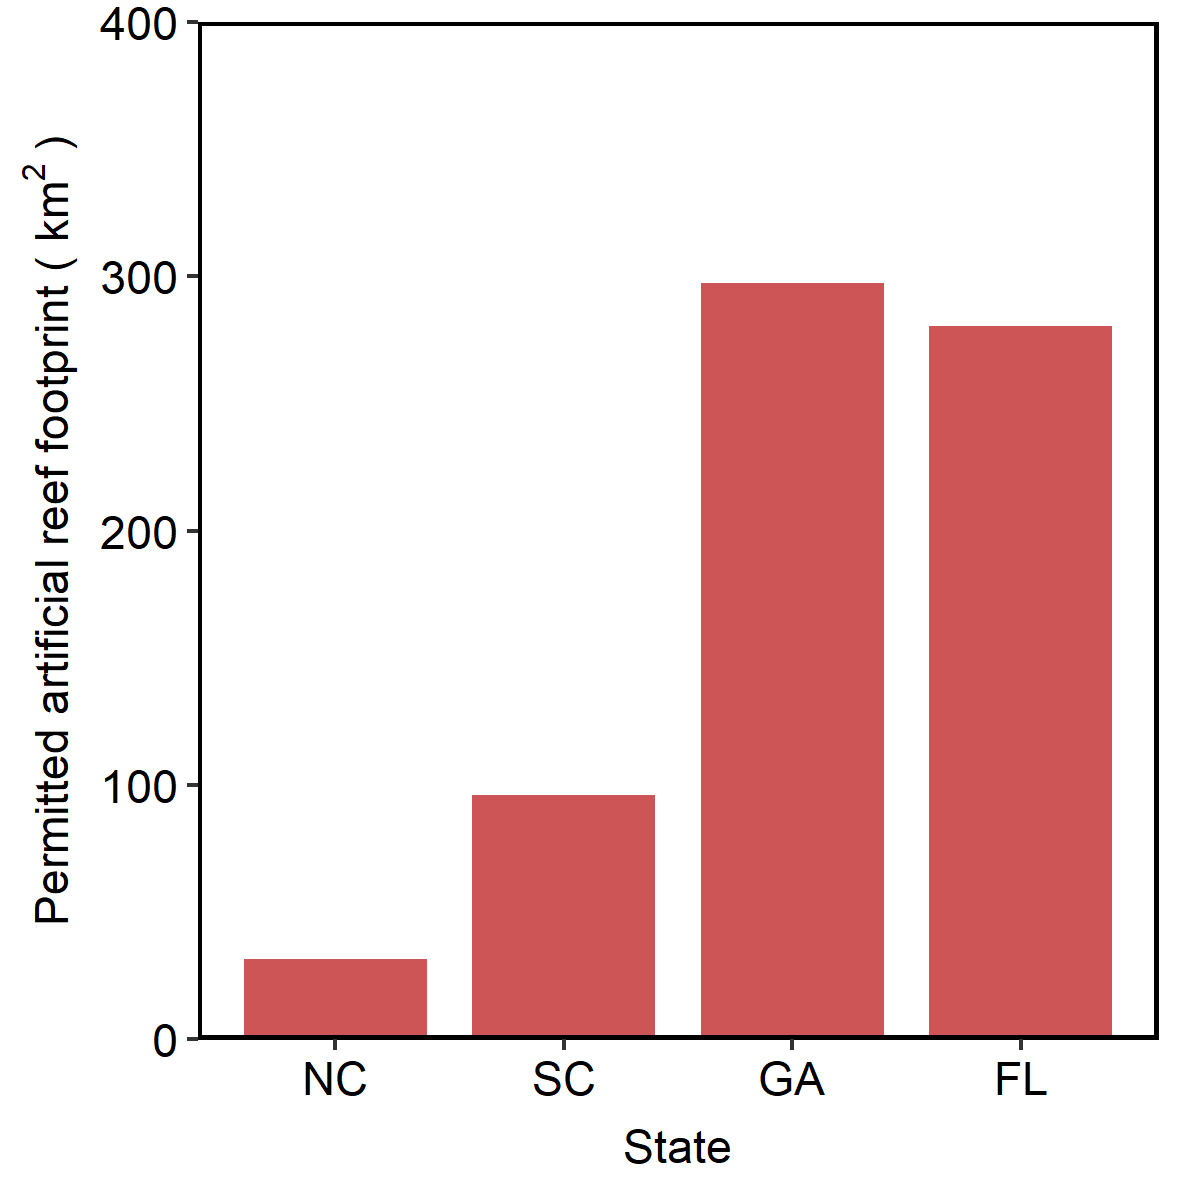 Permitted artificial reef footprint ( km² )
400
300
200
100
0
NC
SC
GA
FL
State